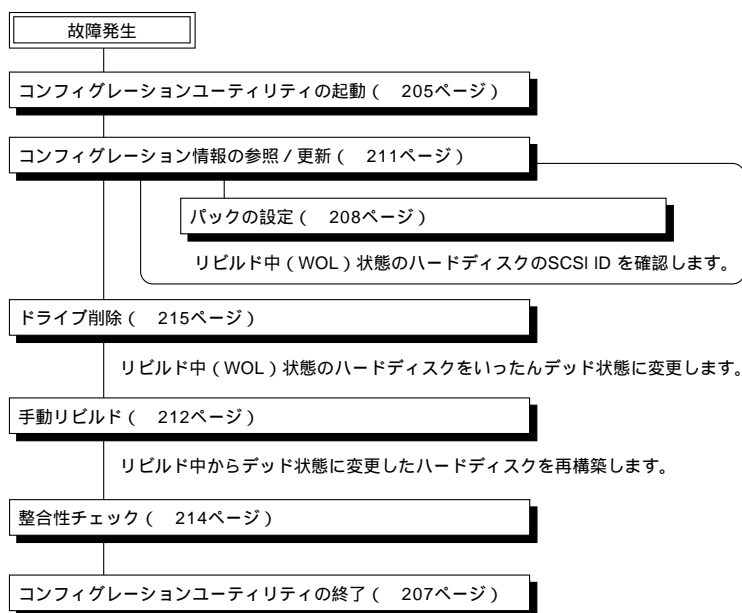 故障発生
コンフィグレーションユーティリティの起動（　205ページ）
コンフィグレーション情報の参照／更新（　211ページ）
パックの設定（　208ページ）
リビルド中（WOL）状態のハードディスクのSCSI ID を確認します。
ドライブ削除（　215ページ）
リビルド中（WOL）状態のハードディスクをいったんデッド状態に変更します。
手動リビルド（　212ページ）
リビルド中からデッド状態に変更したハードディスクを再構築します。
整合性チェック（　214ページ）
コンフィグレーションユーティリティの終了（　207ページ）